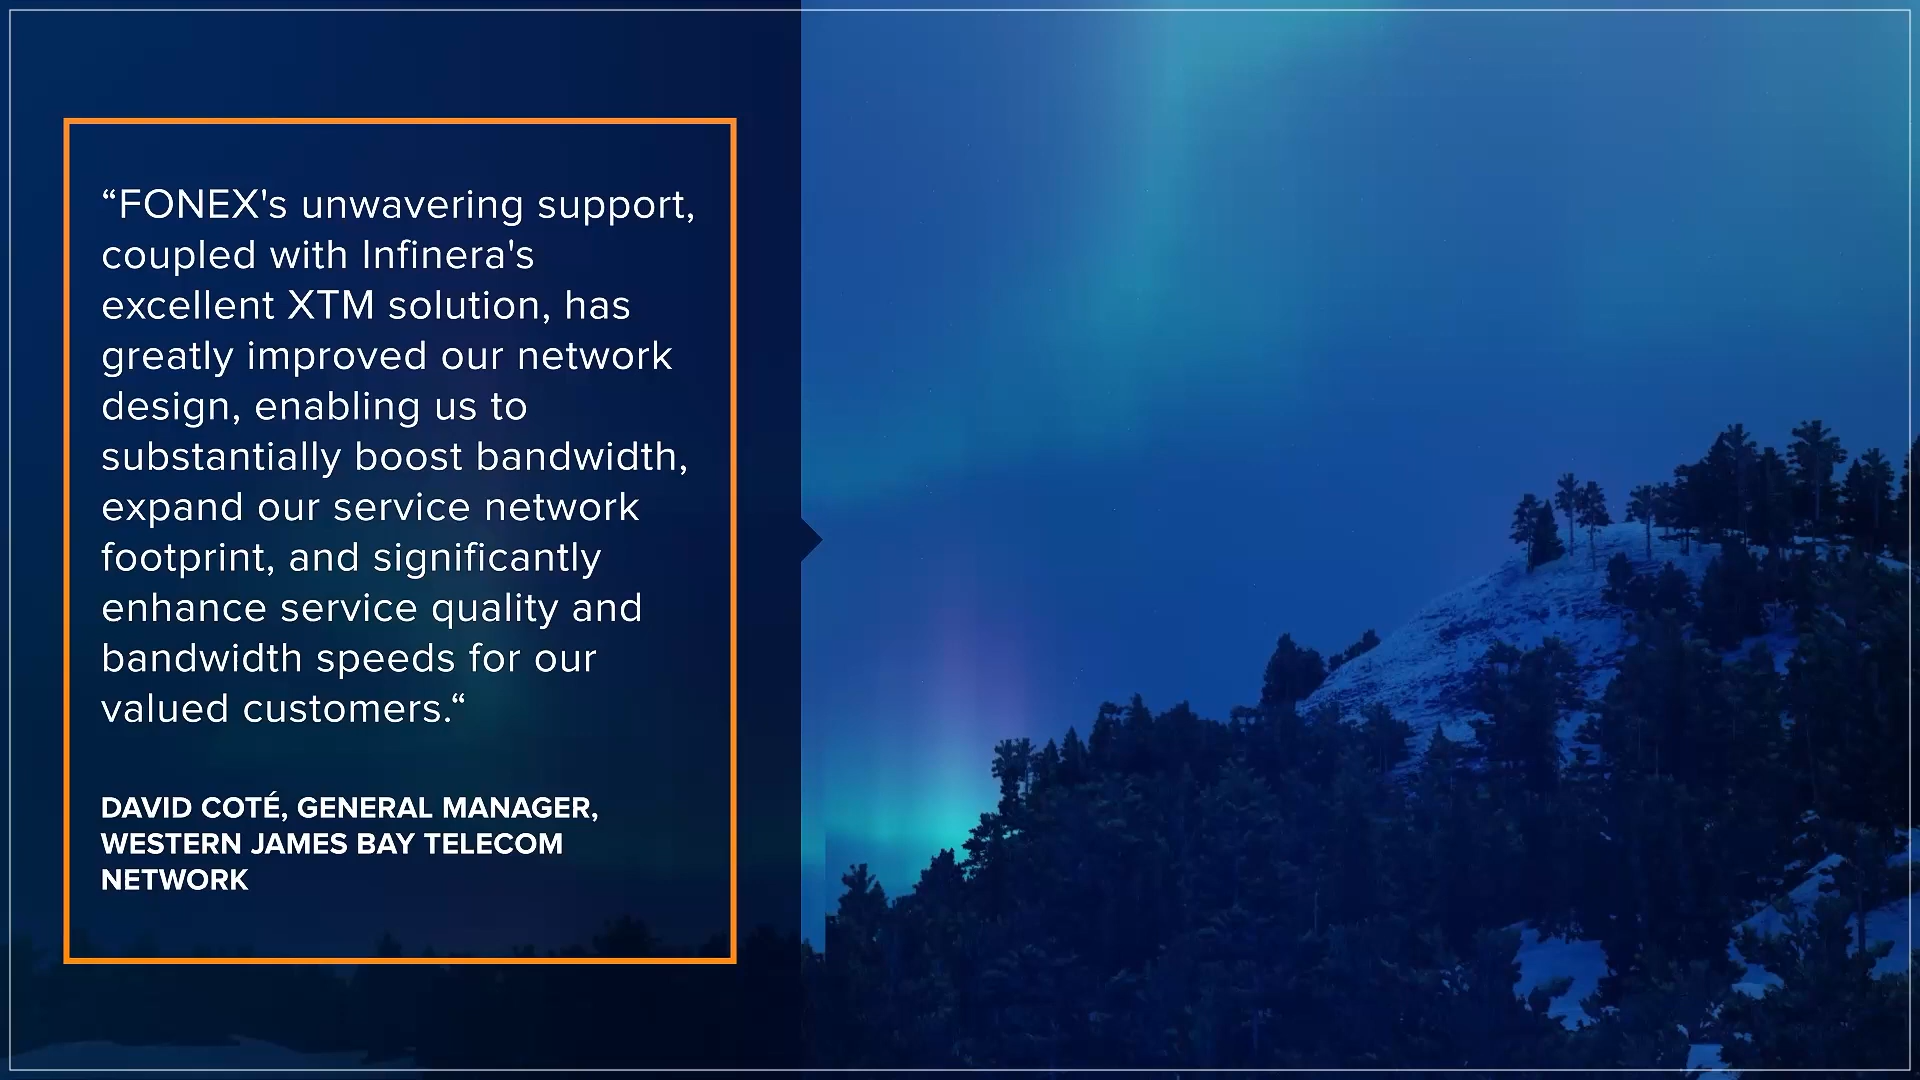 “FONEX's unwavering support,
coupled with Infinera's
excellent XTM solution, has
greatly improved our network
design, enabling us to
substantially boost bandwidth,
expand our service network
footprint, and significantly
enhance service quality and
bandwidth speeds for our
valued customers.“
DAVID COTÉ, GENERAL MANAGER,
WESTERN JAMES BAY TELECOM
NETWORK